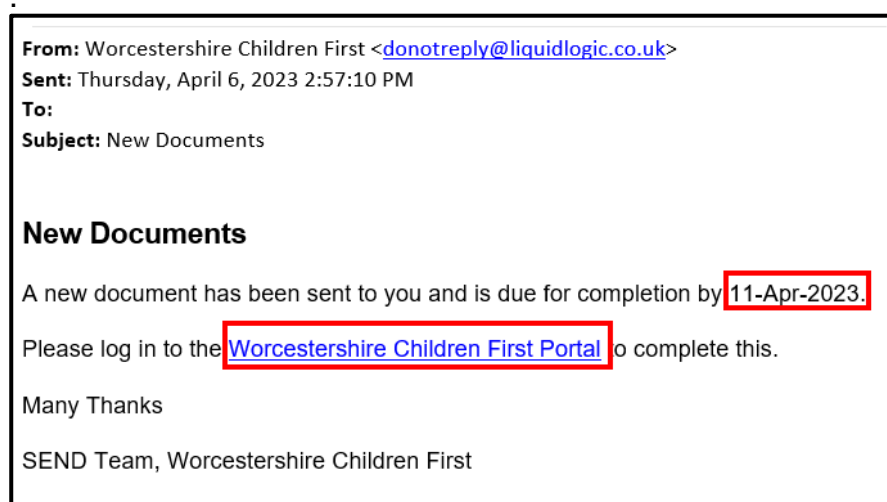 .
From: Worcestershire Children First <donotreply@liquidlogic.co.uk>
Sent: Thursday, April 6, 2023 2:57:10 PM
To:
Subject: New Documents
New Documents
A new document has been sent to you and is due for completion by 11-Apr-2023.
Please log in to the Worcestershire Children First Portal to complete this.
Many Thanks
SEND Team, Worcestershire Children First